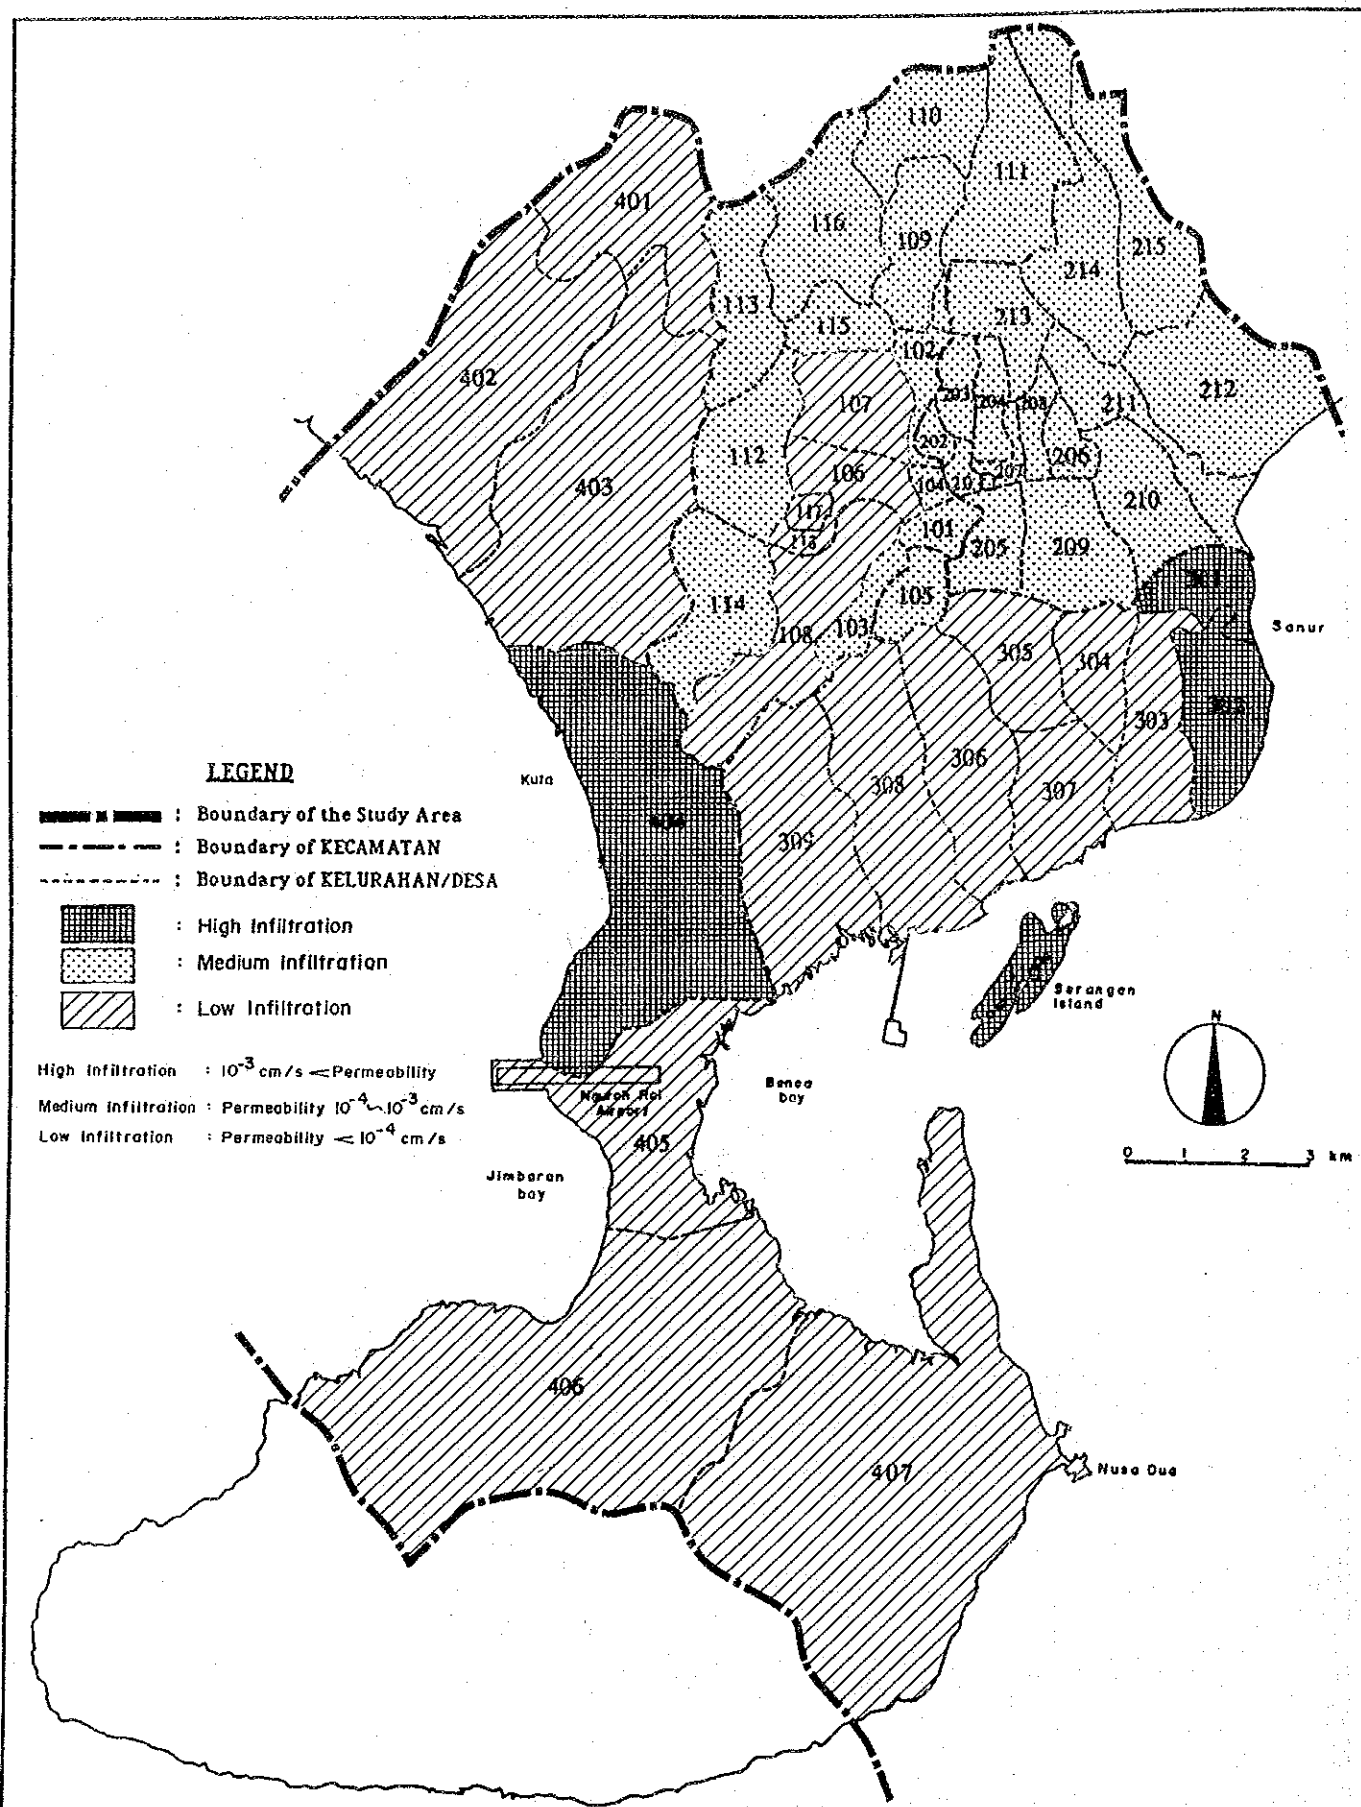 110
111
401
116
109
215
214
113
115
213
102
402
107
203
204
208
211
212
202
112
106
206
403
104
207
117
210
118
101
205
209
301
114
105
103
108
Sanur
305
304
303
302
LEGEND
Kuta
308
306
307
404
309
: Boundary of the Study Area
: Boundary of KECAMATAN
: Boundary of KELURAHAN/DESA
: High Infiltration
: Medium Infiltration
: Low Infiltration
Serangan
Island
N
High Infiltration : 10⁻³ cm/s < Permeability
Medium Infiltration : Permeability 10⁻⁴~10⁻³ cm/s
Low Infiltration : Permeability < 10⁻⁴ cm/s
Ngurah Rai
Airport
Benoa
bay
405
0 1 2 3 km
Jimbaran
bay
406
407
Nusa Dua